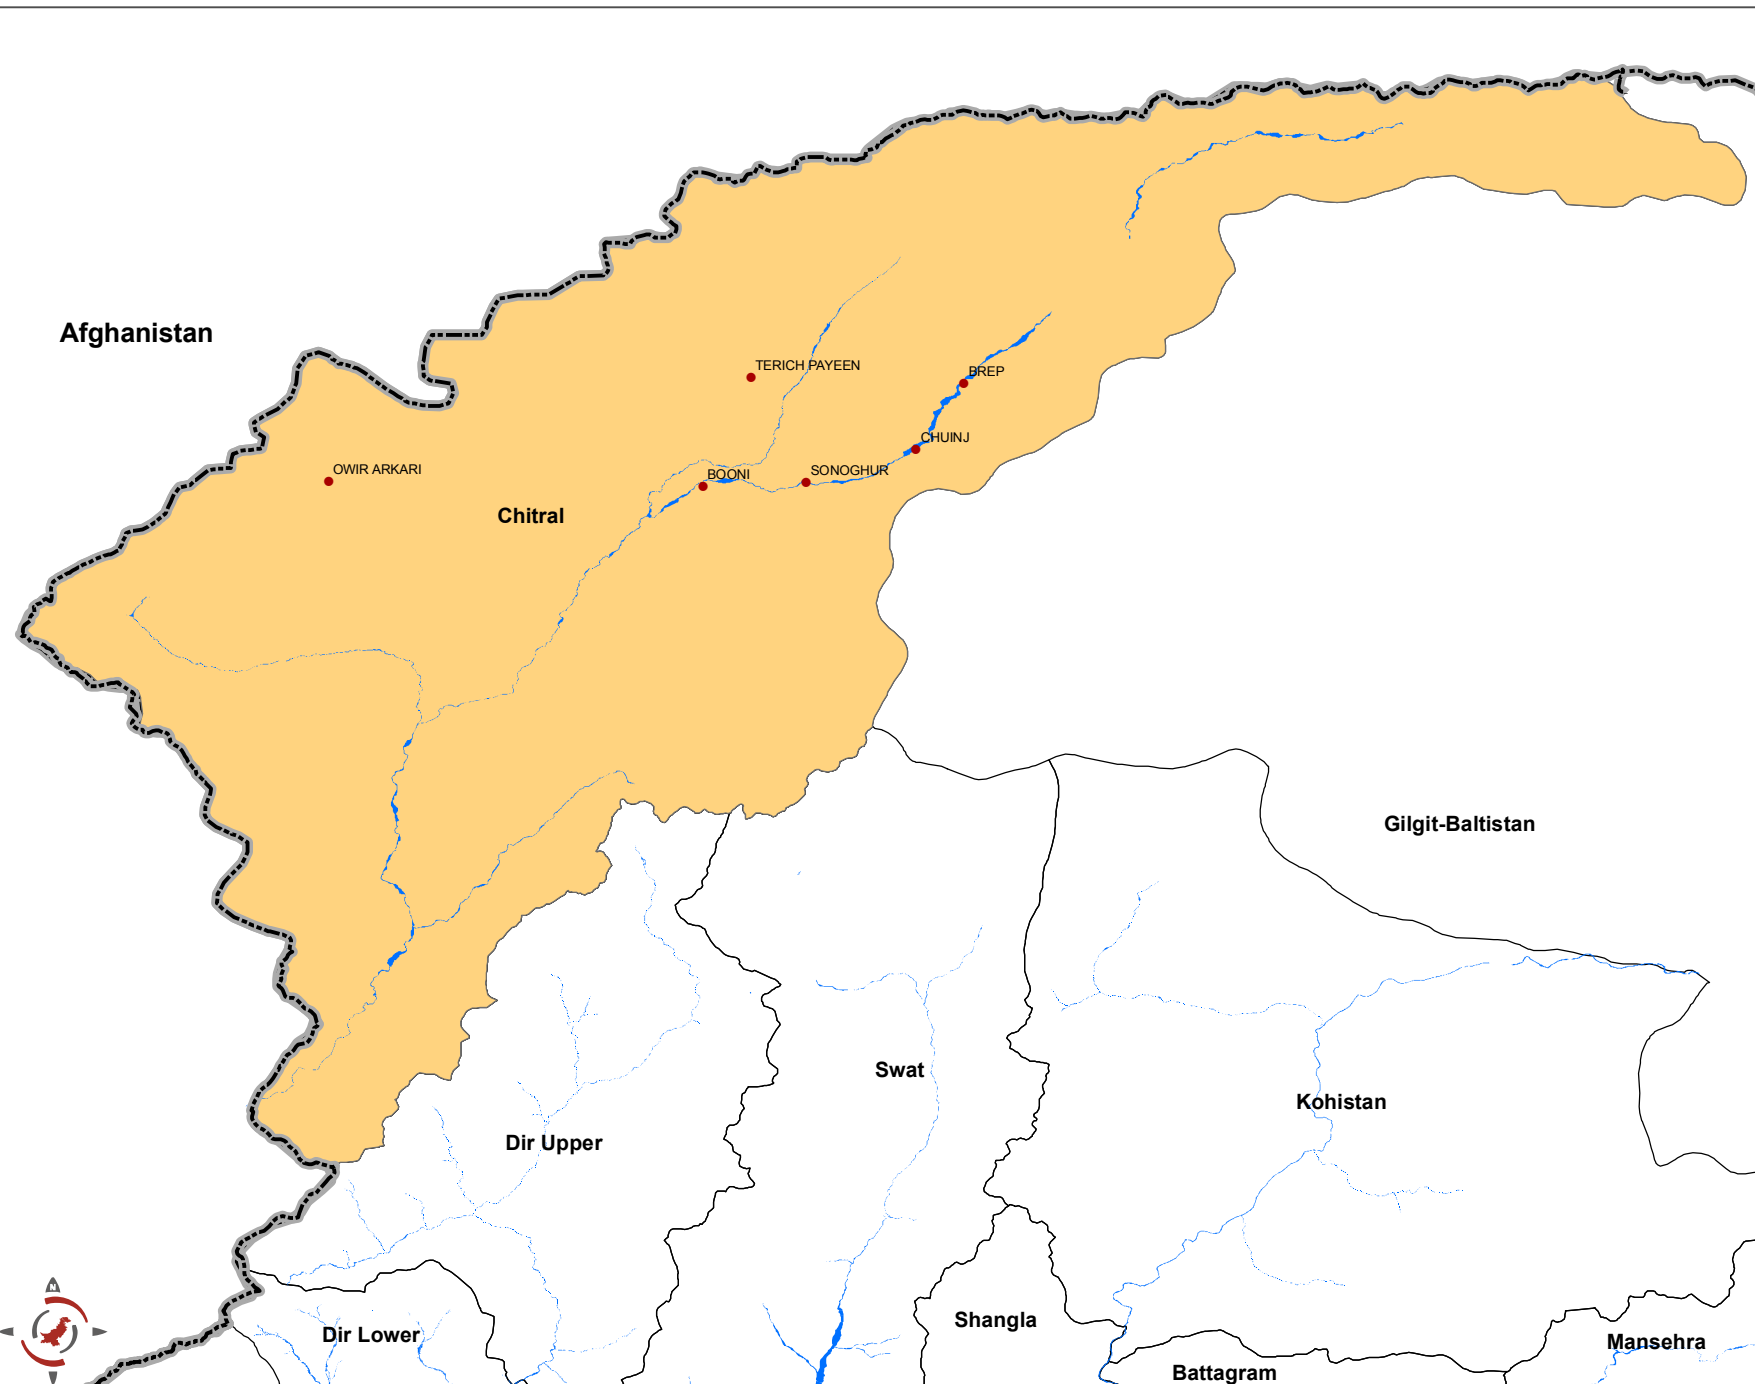 Afghanistan
TERICH PAYEEN
BREP
CHUINJ
OWIR ARKARI
BOONI
SONOGHUR
Chitral
Gilgit-Baltistan
Swat
Kohistan
Dir Upper
N
Shangla
Dir Lower
Mansehra
Battagram